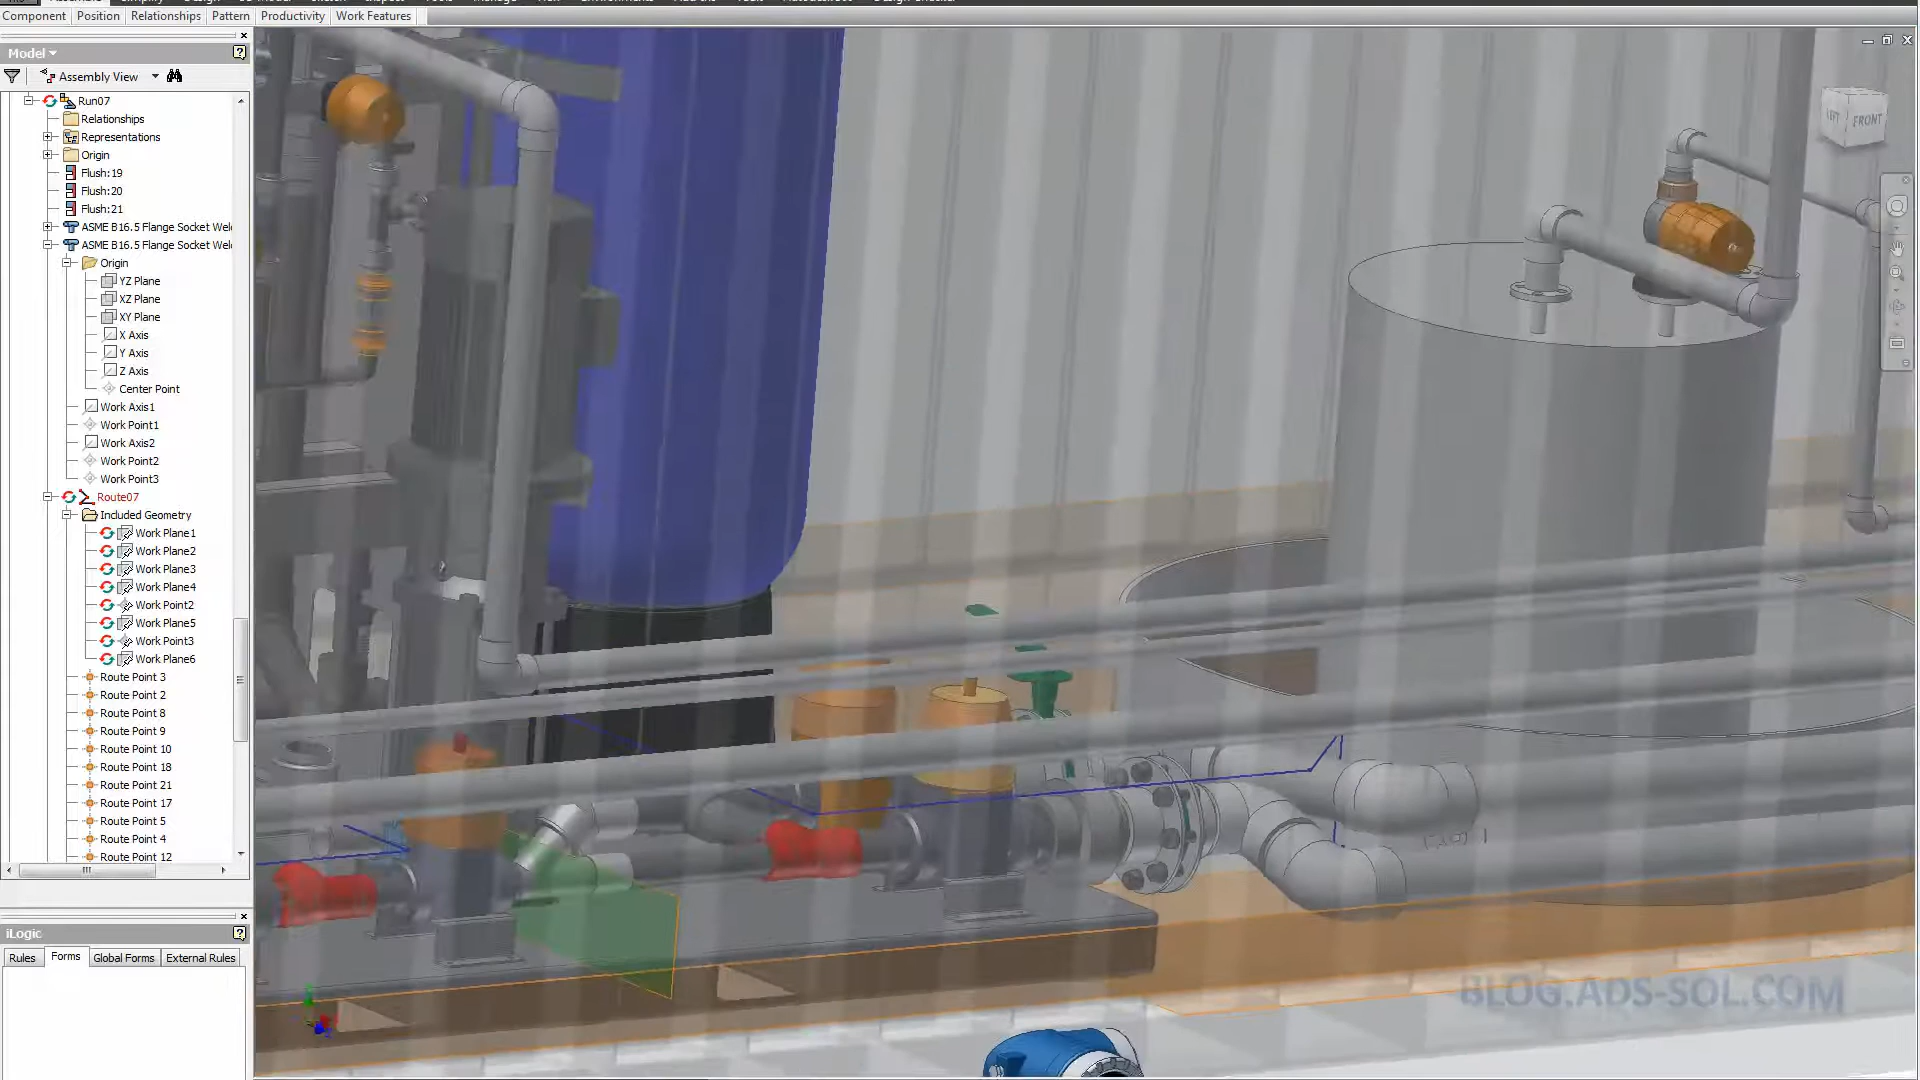 Component Position Relationships Pattern Productivity Work Features
Model
Assembly View
Run07
Relationships
Representations
Origin
Flush:19
Flush:20
Flush:21
ASME B16.5 Flange Socket Wel
ASME B16.5 Flange Socket Wel
Origin
YZ Plane
XZ Plane
XY Plane
X Axis
Y Axis
Z Axis
Center Point
Work Axis1
Work Point1
Work Axis2
Work Point2
Work Point3
Route07
Included Geometry
Work Plane1
Work Plane2
Work Plane3
Work Plane4
Work Point2
Work Plane5
Work Point3
Work Plane6
Route Point 3
Route Point 2
Route Point 8
Route Point 9
Route Point 10
Route Point 18
Route Point 21
Route Point 17
Route Point 5
Route Point 4
Route Point 12
iLogic
Rules Forms Global Forms External Rules
LEFT FRONT
BLOG.ADS-SOL.COM